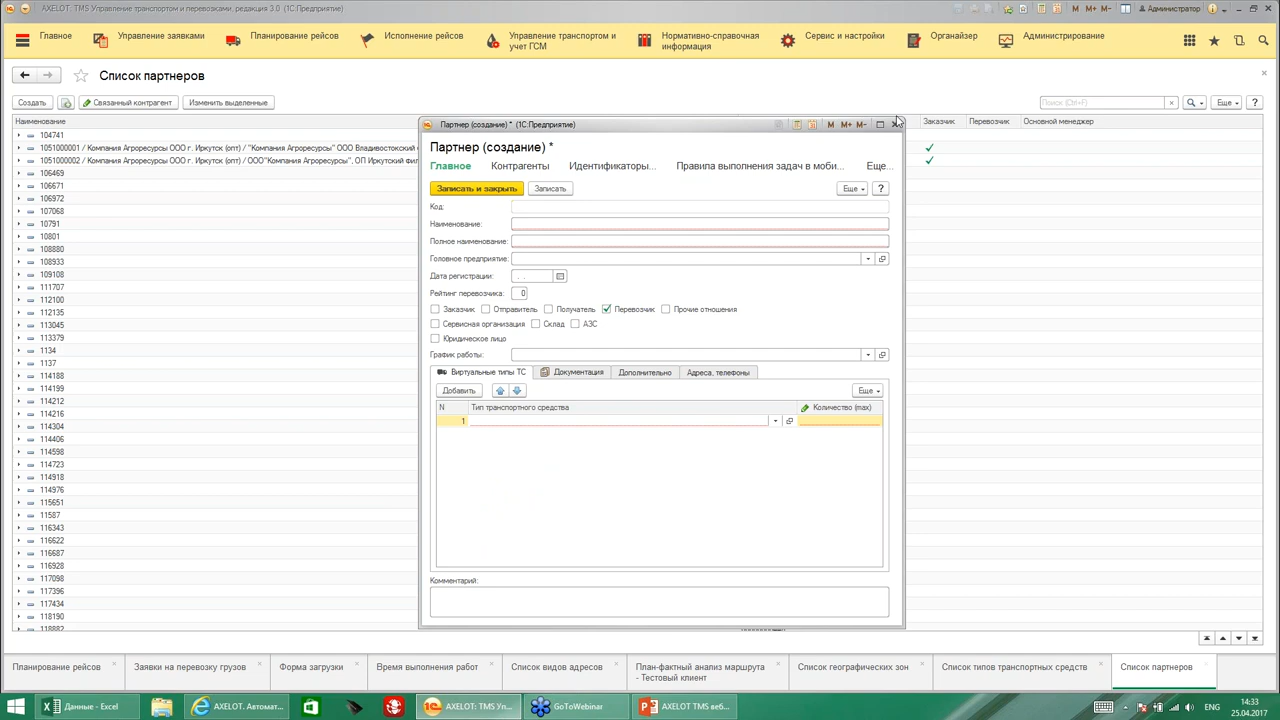 AXELOT: TMS Управление транспортом и перевозками, редакция 3.0 (1С:Предприятие)
M M+ M- Администратор
Главное
Управление заявками
Планирование рейсов
Исполнение рейсов
Управление транспортом и
учет ГСМ
Нормативно-справочная
информация
Сервис и настройки
Органайзер
Администрирование
Список партнеров
Создать
Связанный контрагент
Изменить выделенные
Поиск (Ctrl+F)
×
Еще
?
Наименование
Заказчик
Перевозчик
Основной менеджер
104741
1051000001 / Компания Агроресурсы ООО г. Иркутск (опт) / "Компания Агроресурсы" ООО Владивостокский
1051000002 / Компания Агроресурсы ООО г. Иркутск (опт) / ООО"Компания Агроресурсы". ОП Иркутский фил
106469
106671
106972
107068
10791
10801
108880
108933
109108
111707
112100
112135
113045
113379
1134
1137
114188
114199
114212
114216
114304
114406
114598
114723
114918
114976
115651
11587
116343
116622
116687
116928
117098
117396
117434
118190
118882
Партнер (создание) * (1С:Предприятие)
M M+ M-
Партнер (создание) *
Главное
Контрагенты
Идентификаторы...
Правила выполнения задач в моби...
Еще...
Записать и закрыть
Записать
Еще
?
Код:
Наименование:
Полное наименование:
Головное предприятие:
Дата регистрации: . .
Рейтинг перевозчика: 0
Заказчик Отправитель Получатель Перевозчик Прочие отношения
Сервисная организация Склад АЗС
Юридическое лицо
График работы:
Виртуальные типы ТС
Документация
Дополнительно
Адреса, телефоны
Добавить
Еще
N
Тип транспортного средства
Количество (max)
1
Комментарий:
Планирование рейсов
Заявки на перевозку грузов
Форма загрузки
Время выполнения работ
Список видов адресов
План-фактный анализ маршрута
- Тестовый клиент
Список географических зон
Список типов транспортных средств
Список партнеров
Данные - Excel
AXELOT. Автомат...
AXELOT: TMS Уп...
GoToWebinar
AXELOT TMS веб...
ENG
14:33
25.04.2017